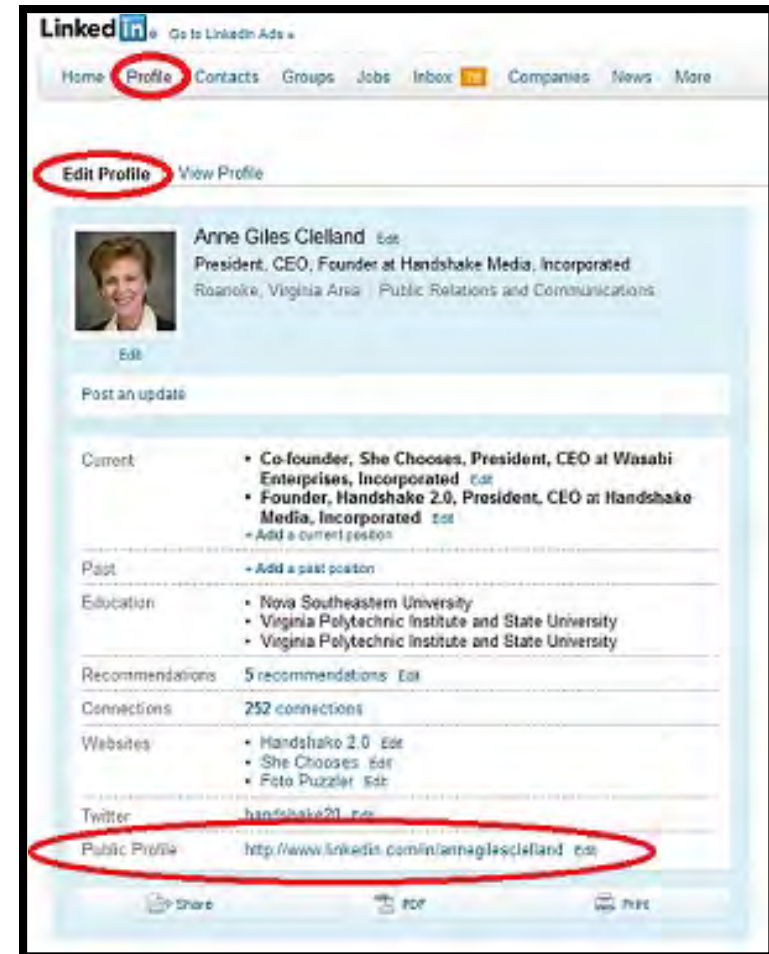 Linked in Go to LinkedIn Ads »
Home Profile Contacts Groups Jobs Inbox Companies News More
Edit Profile View Profile
Anne Giles Clelland Edit
President, CEO, Founder at Handshake Media, Incorporated
Roanoke, Virginia Area Public Relations and Communications
Edit
Post an update
Current
• Co-founder, She Chooses, President, CEO at Wasabi
Enterprises, Incorporated Edit
• Founder, Handshake 2.0, President, CEO at Handshake
Media, Incorporated Edit
+ Add a current position
Past + Add a past position
Education
• Nova Southeastern University
• Virginia Polytechnic Institute and State University
• Virginia Polytechnic Institute and State University
Recommendations 5 recommendations Edit
Connections 252 connections
Websites
• Handshake 2.0 Edit
• She Chooses Edit
• Foto Puzzler Edit
Twitter handshake20 Edit
Public Profile http://www.linkedin.com/in/annegilesclelland Edit
Share PDF Print